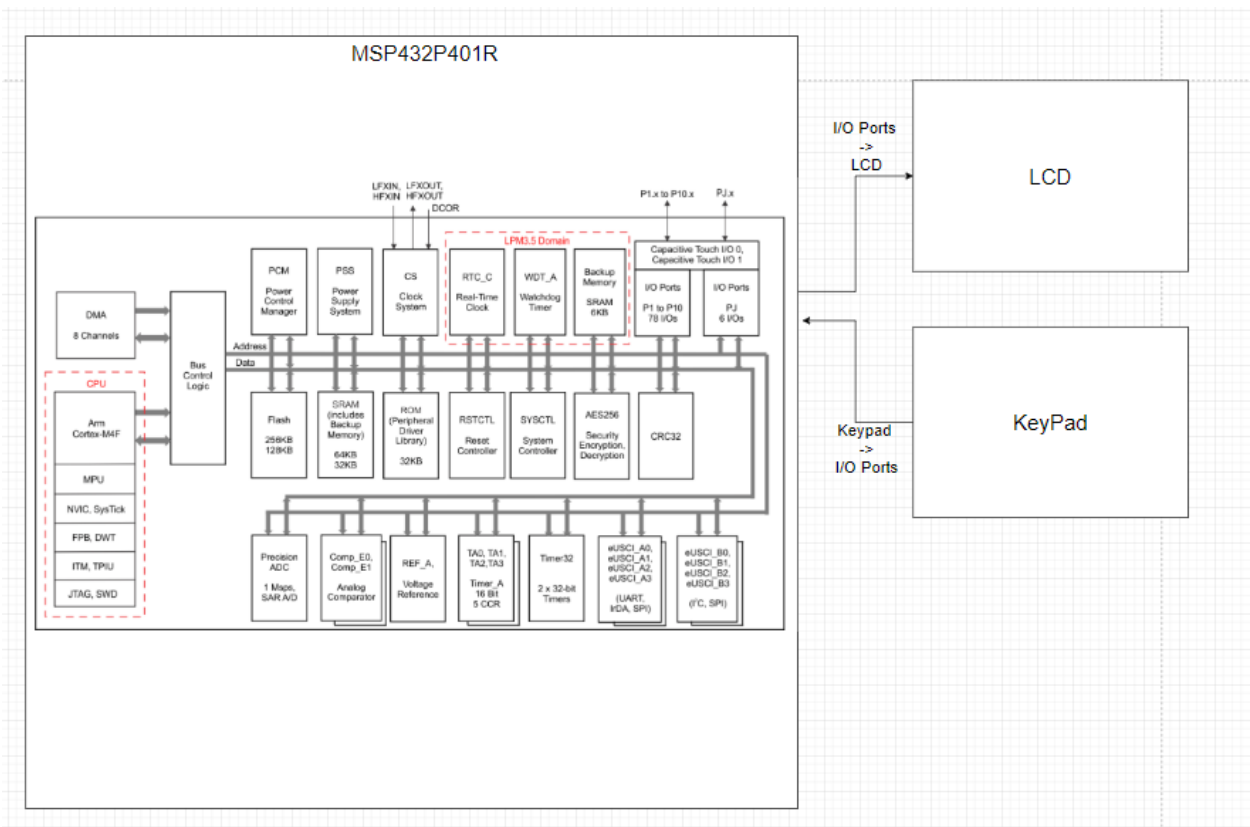 MSP432P401R
I/O Ports
->
LCD
LCD
KeyPad
Keypad
->
I/O Ports
LFXIN,
HFXIN
LFXOUT,
HFXOUT
DCOR
P1.x to P10.x
PJ.x
LPM3.5 Domain
PCM
Power
Control
Manager
PSS
Power
Supply
System
CS
Clock
System
RTC_C
Real-Time
Clock
WDT_A
Watchdog
Timer
Backup
Memory
SRAM
6KB
Capacitive Touch I/O 0,
Capacitive Touch I/O 1
I/O Ports
P1 to P10
78 I/Os
I/O Ports
PJ
6 I/Os
DMA
8 Channels
Bus
Control
Logic
Address
Data
CPU
Arm
Cortex-M4F
MPU
NVIC, SysTick
FPB, DWT
ITM, TPIU
JTAG, SWD
Flash
256KB
128KB
SRAM
(includes
Backup
Memory)
64KB
32KB
ROM
(Peripheral
Driver
Library)
32KB
RSTCTL
Reset
Controller
SYSCTL
System
Controller
AES256
Security
Encryption,
Decryption
CRC32
Precision
ADC
1 Msps,
SAR A/D
Comp_E0,
Comp_E1
Analog
Comparator
REF_A,
Voltage
Reference
TA0, TA1,
TA2,TA3
Timer_A
16 Bit
5 CCR
Timer32
2 x 32-bit
Timers
eUSCI_A0,
eUSCI_A1,
eUSCI_A2,
eUSCI_A3
(UART,
IrDA, SPI)
eUSCI_B0,
eUSCI_B1,
eUSCI_B2,
eUSCI_B3
(I²C, SPI)